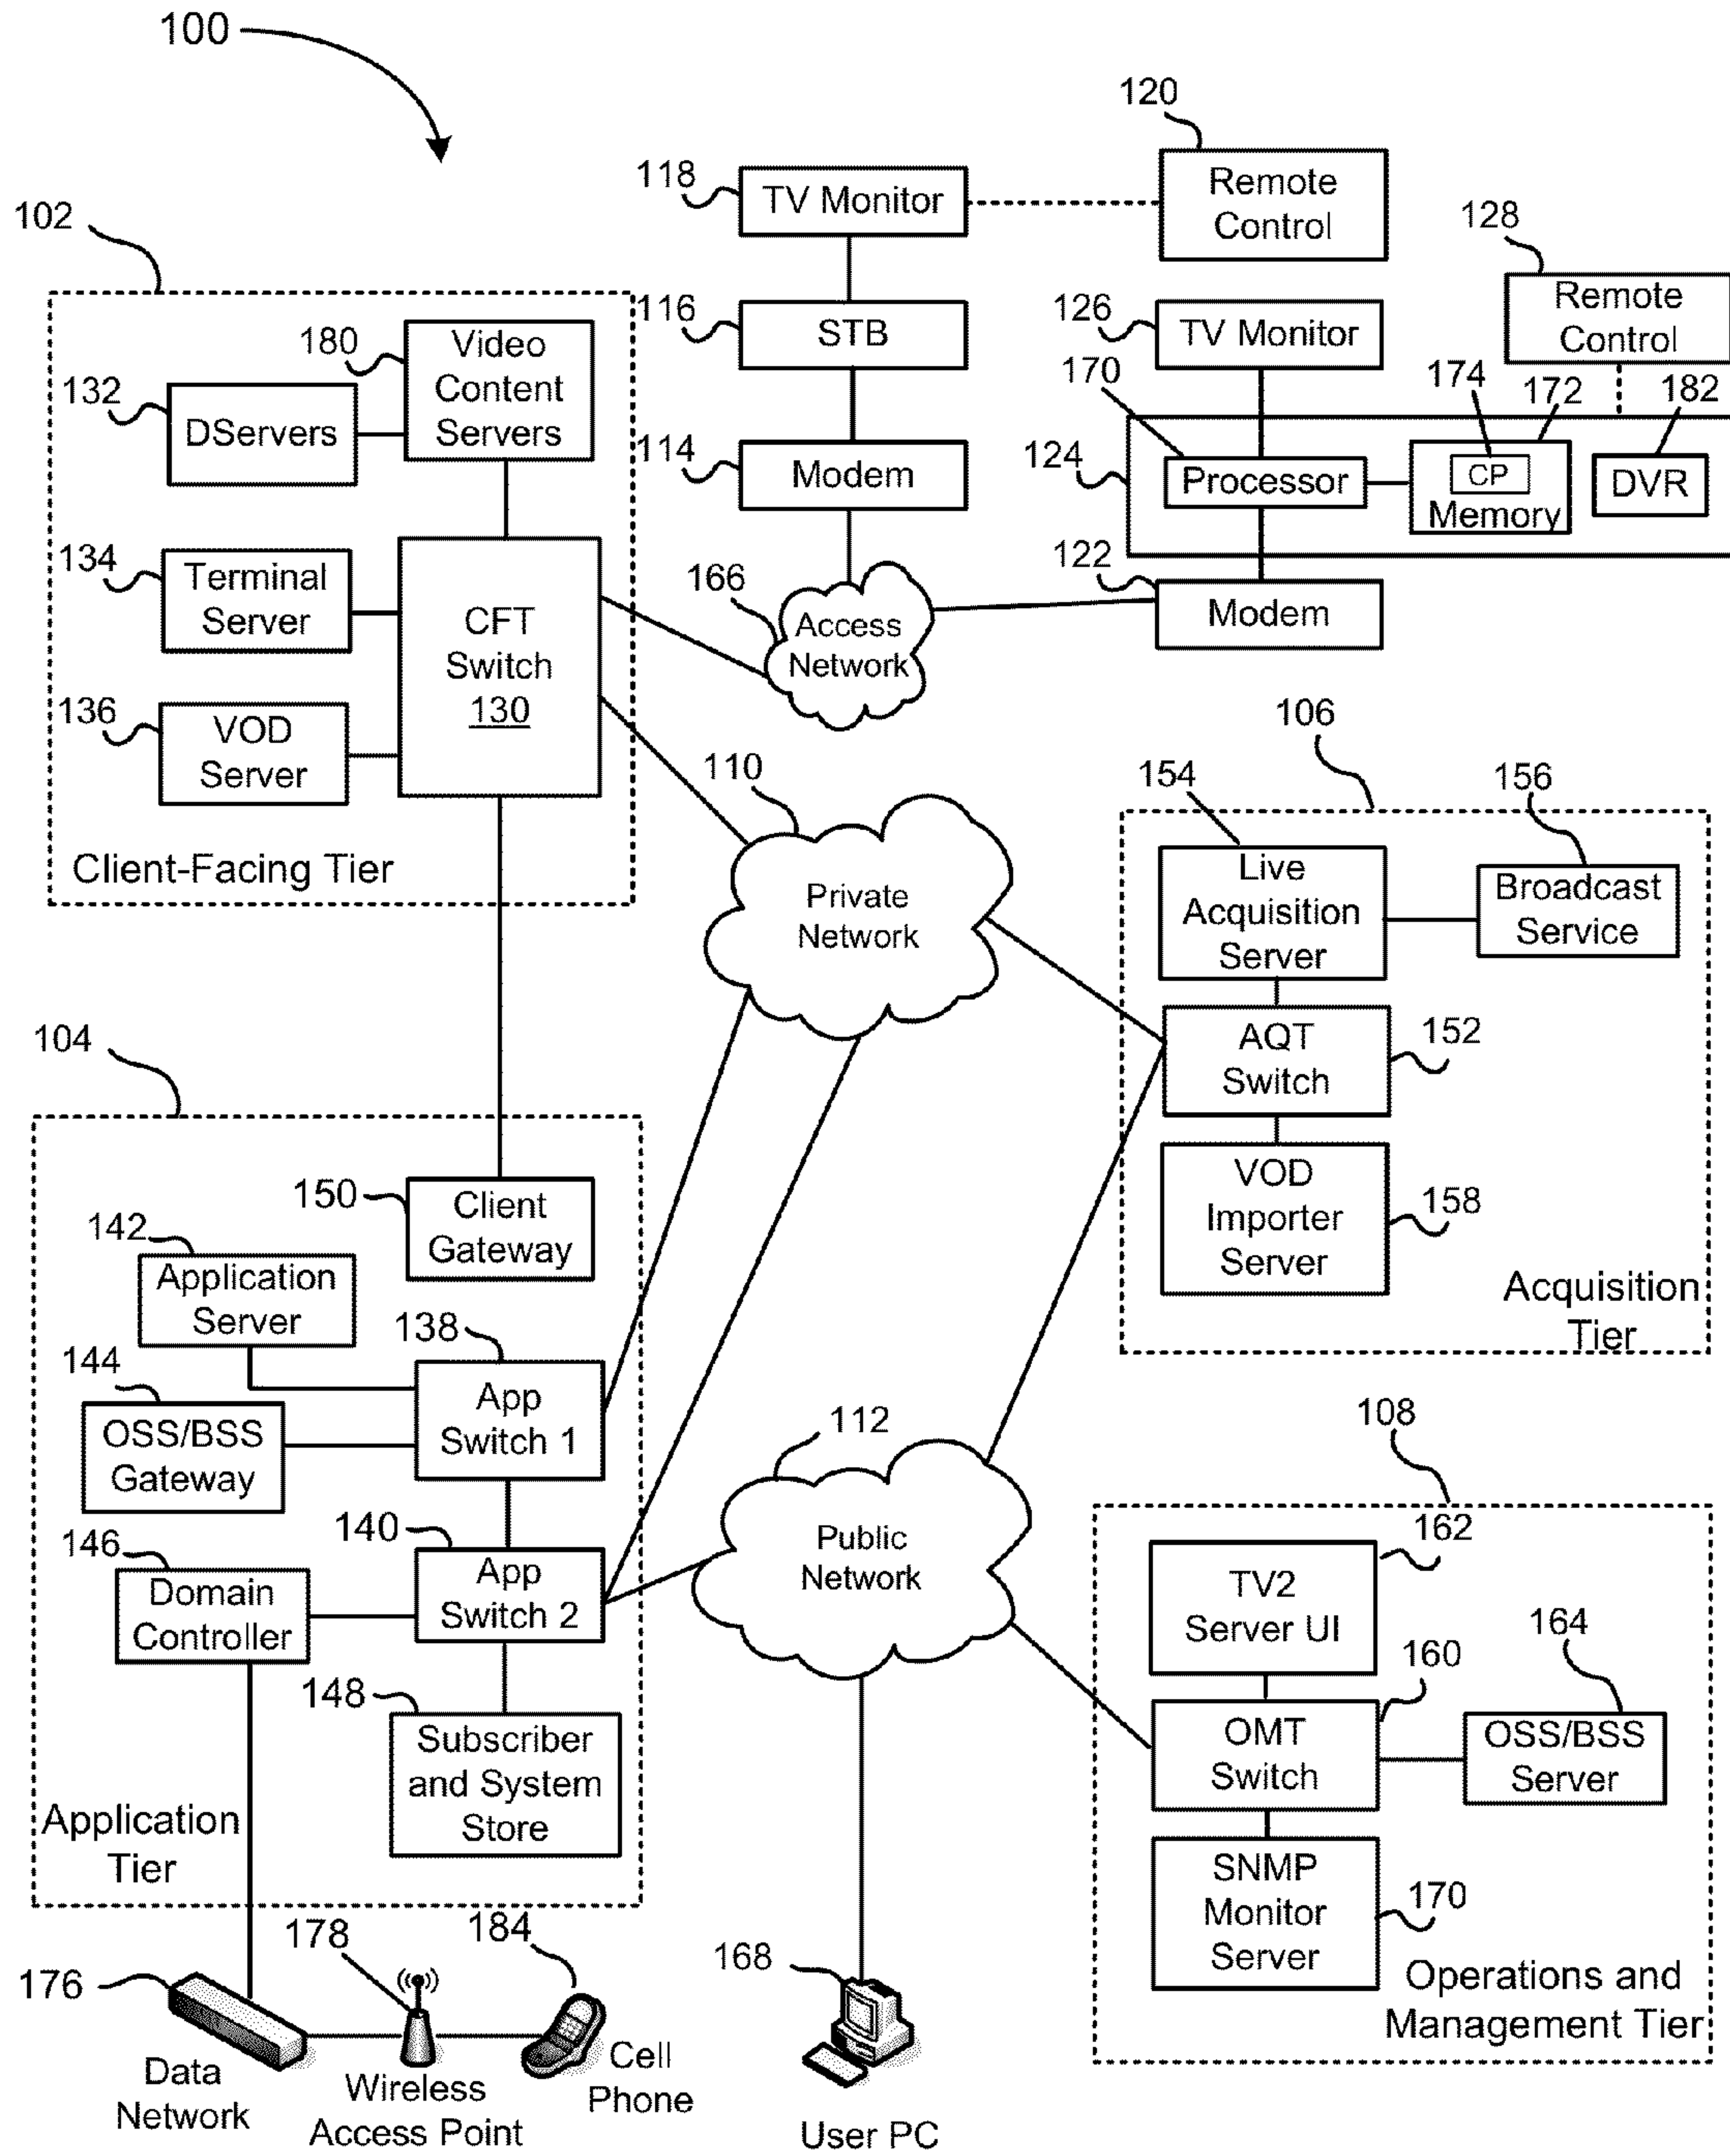 100
120
118
TV Monitor
Remote
Control
102
128
Remote
Control
116
STB
126
TV Monitor
180
Video
Content
Servers
132
DServers
170
174
172
182
114
Modem
124
Processor
CP
Memory
DVR
134
Terminal
Server
CFT
Switch
130
166
Access
Network
122
Modem
136
VOD
Server
110
106
154
156
Client-Facing Tier
Private
Network
Live
Acquisition
Server
Broadcast
Service
104
AQT
Switch
152
150
Client
Gateway
VOD
Importer
Server
158
142
Application
Server
Acquisition
Tier
138
144
App
Switch 1
OSS/BSS
Gateway
112
108
140
146
App
Switch 2
Domain
Controller
Public
Network
162
TV2
Server UI
164
160
148
Subscriber
and System
Store
OMT
Switch
OSS/BSS
Server
Application
Tier
SNMP
Monitor
Server
170
178
184
168
176
Operations and
Management Tier
Data
Network
Wireless
Access Point
Cell
Phone
User PC